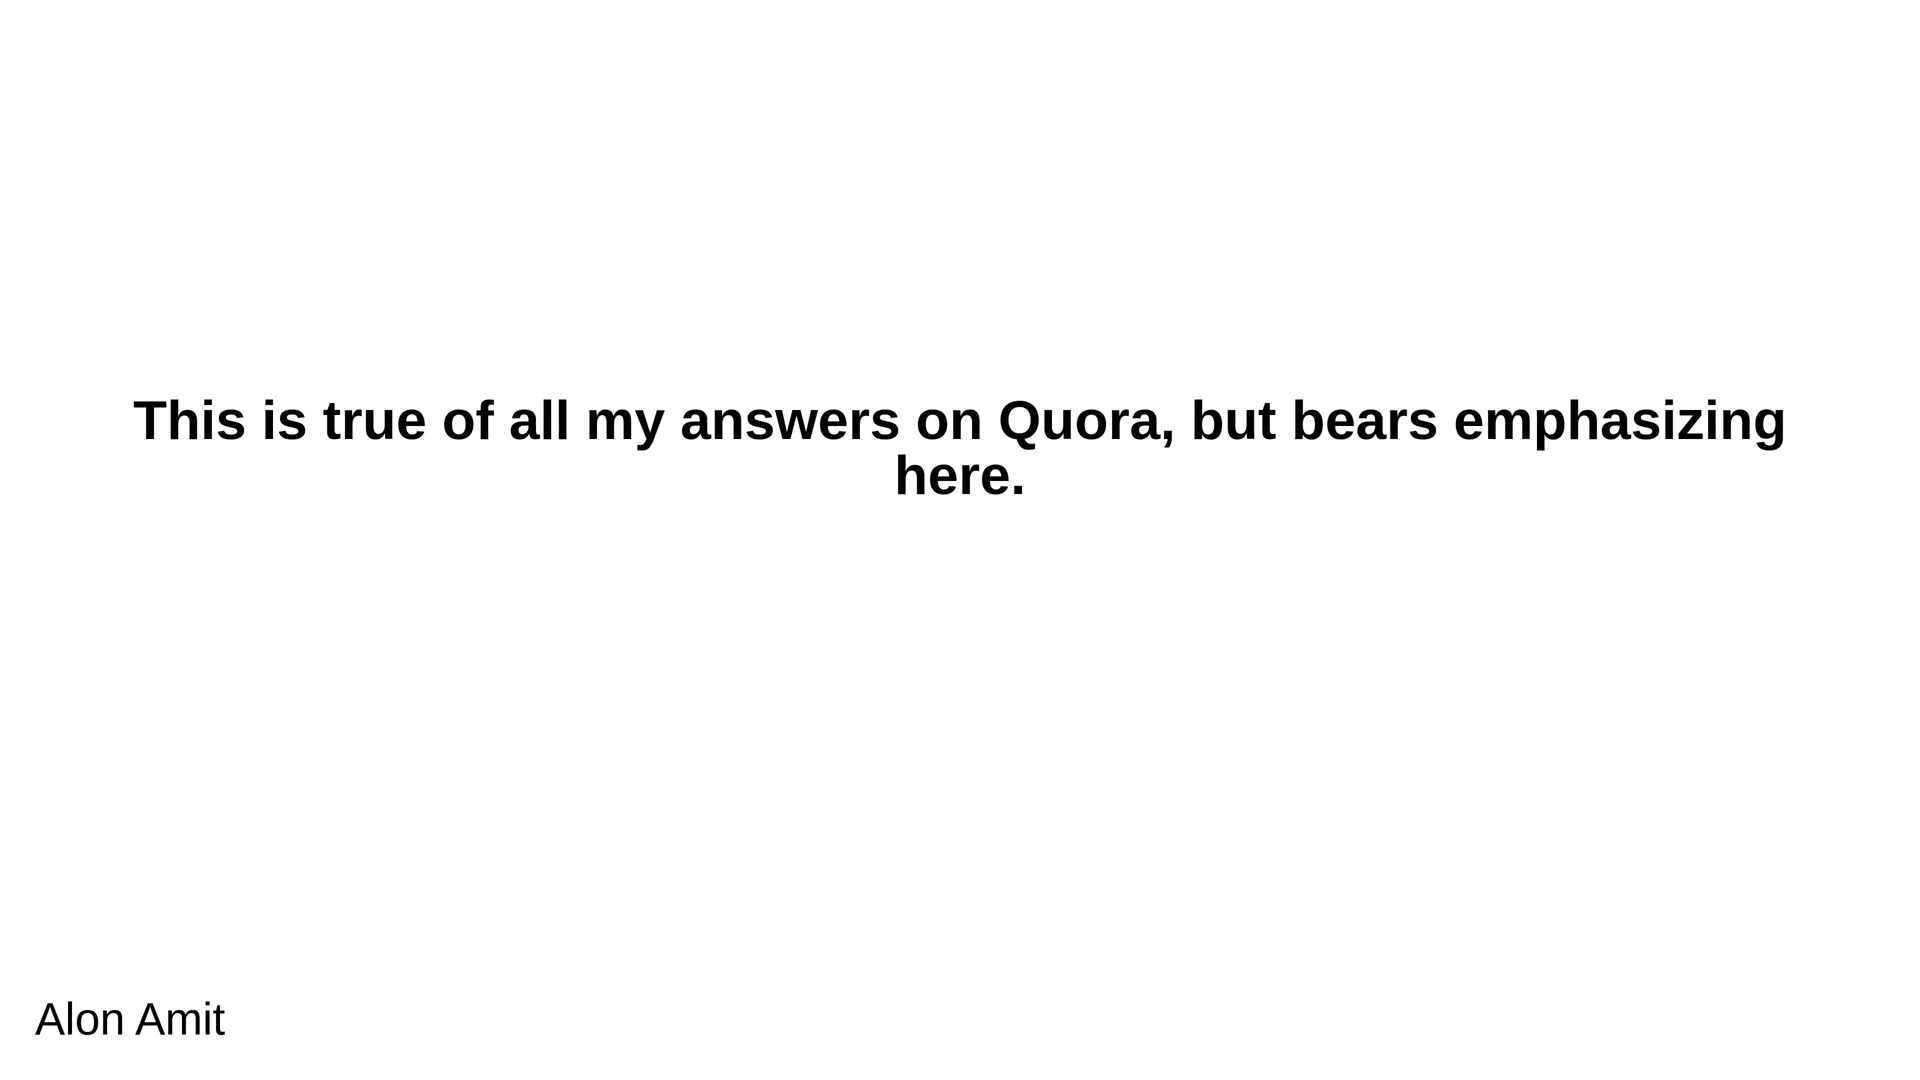 This is true of all my answers on Quora, but bears emphasizing
here.
Alon Amit